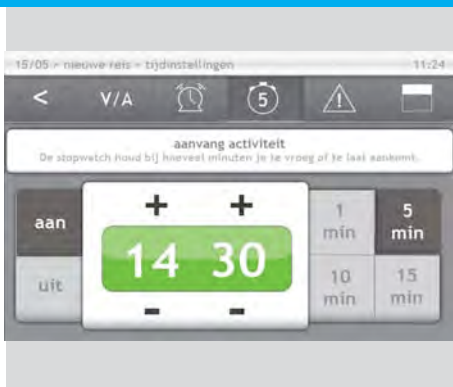 15/05 - nieuwe reis - tijdinstellingen 11:24
< V/A 5
aanvang activiteit
De stopwatch houd bij hoeveel minuten je te vroeg of te laat aankomt.
aan + + 1 min 5 min
14 30
uit - - 10 min 15 min